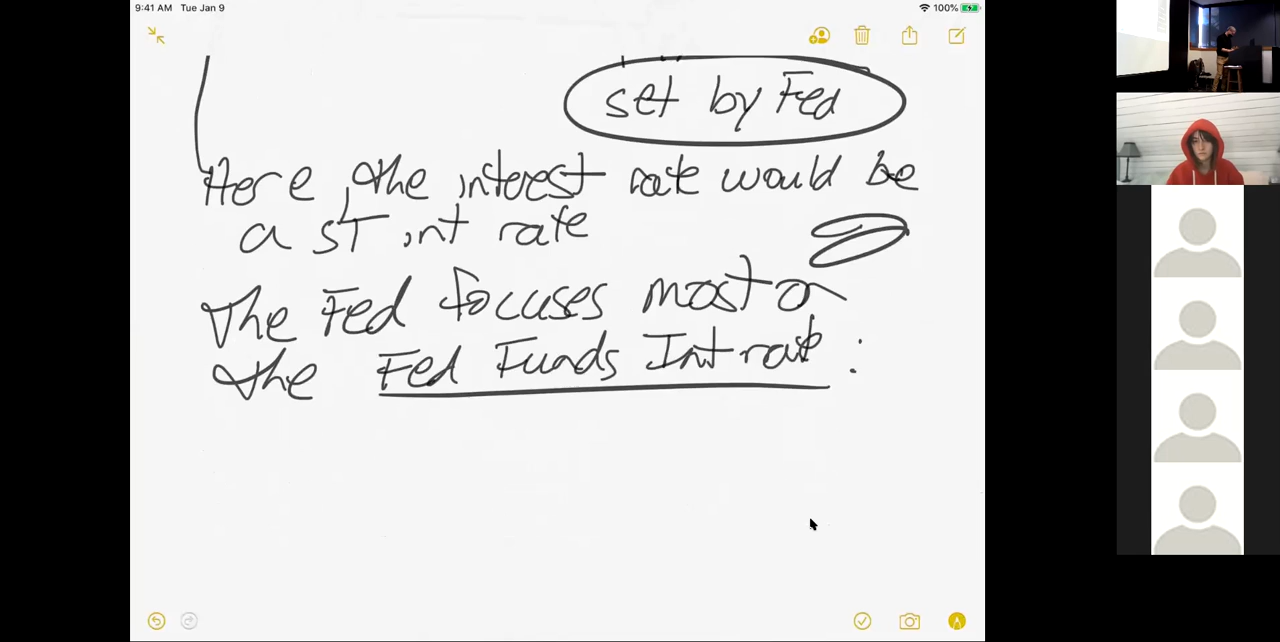 9:41 AM Tue Jan 9
100%
set by Fed
Here, the interest rate would be
a ST int rate
The Fed focuses most on
the Fed Funds Int rate :